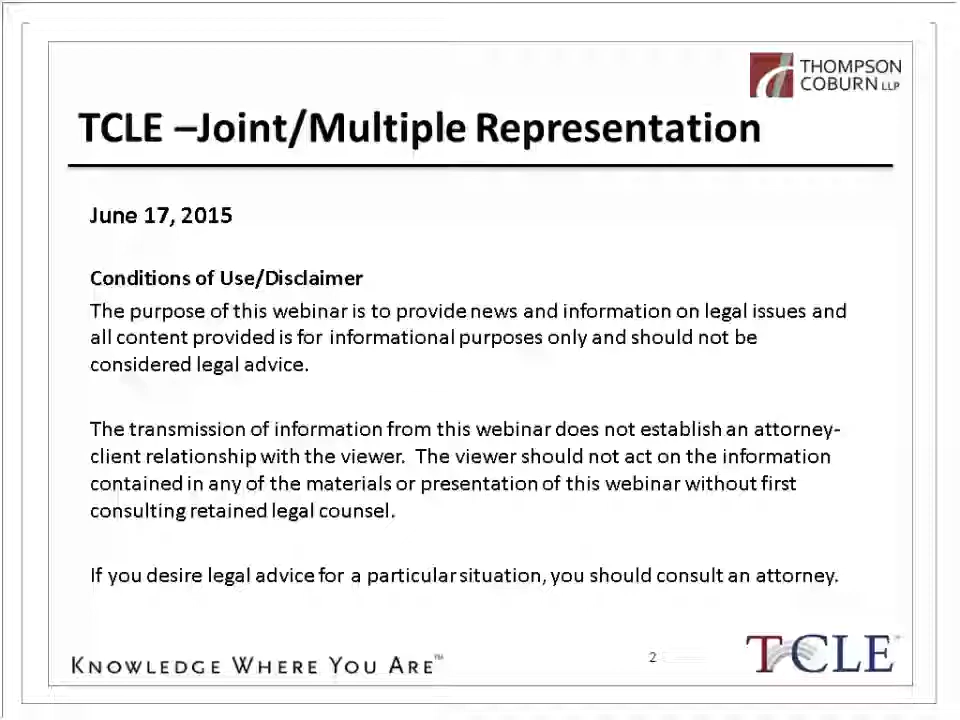 THOMPSON
COBURN LLP
TCLE –Joint/Multiple Representation
June 17, 2015
Conditions of Use/Disclaimer
The purpose of this webinar is to provide news and information on legal issues and
all content provided is for informational purposes only and should not be
considered legal advice.
The transmission of information from this webinar does not establish an attorney-
client relationship with the viewer. The viewer should not act on the information
contained in any of the materials or presentation of this webinar without first
consulting retained legal counsel.
If you desire legal advice for a particular situation, you should consult an attorney.
KNOWLEDGE WHERE YOU ARE™
2
TCLE™